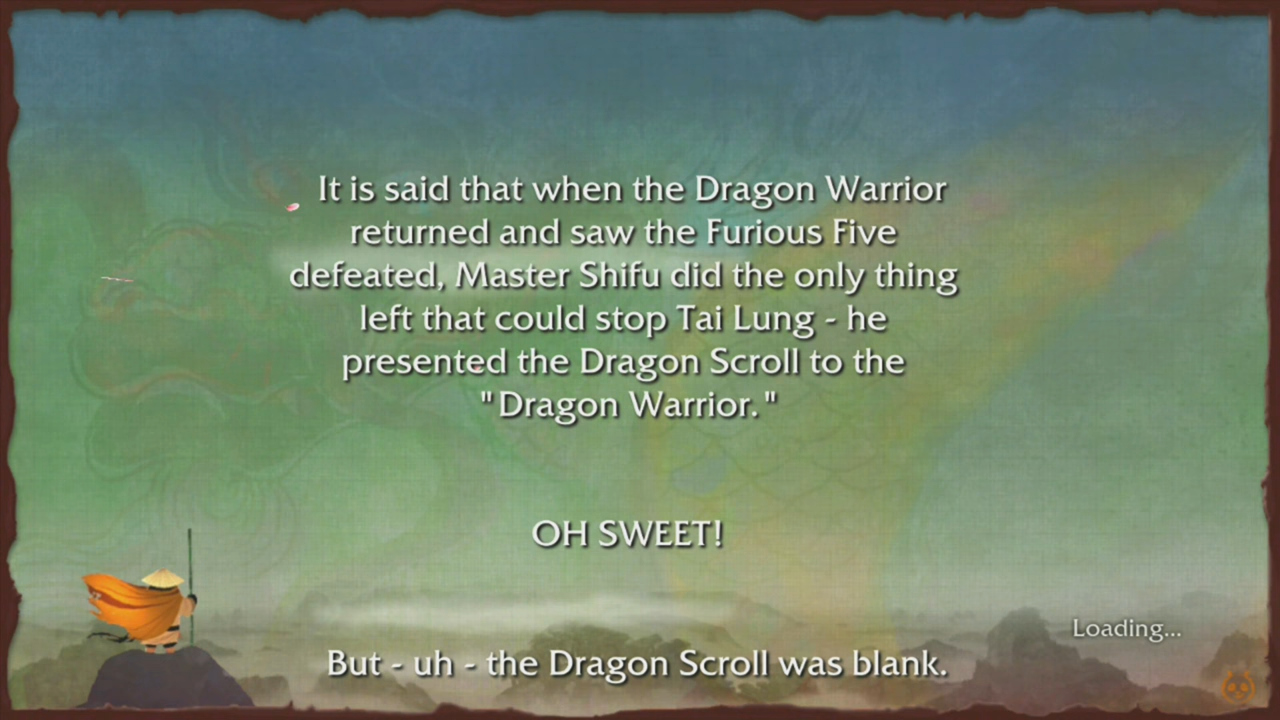 It is said that when the Dragon Warrior
returned and saw the Furious Five
defeated, Master Shifu did the only thing
left that could stop Tai Lung - he
presented the Dragon Scroll to the
"Dragon Warrior."
OH SWEET!
Loading...
But - uh - the Dragon Scroll was blank.